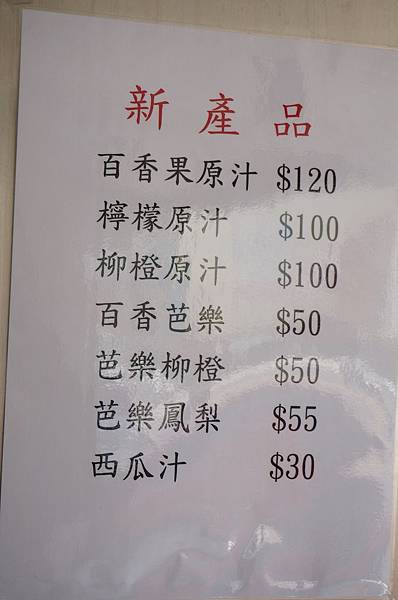 新產品
百香果原汁 $120
檸檬原汁 $100
柳橙原汁 $100
百香芭樂 $50
芭樂柳橙 $50
芭樂鳳梨 $55
西瓜汁 $30